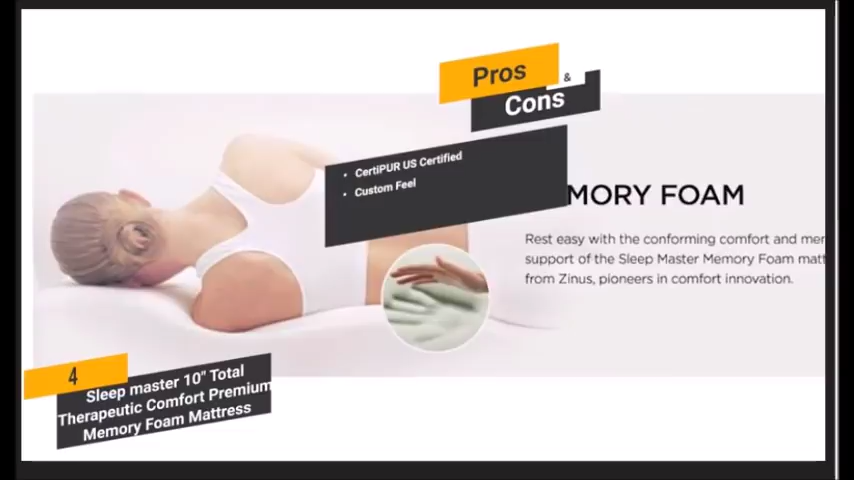 Pros
&
Cons
• CertiPUR US Certified
• Custom Feel
MORY FOAM
Rest easy with the conforming comfort and mer
support of the Sleep Master Memory Foam matt
from Zinus, pioneers in comfort innovation.
4
Sleep master 10" Total
Therapeutic Comfort Premium
Memory Foam Mattress